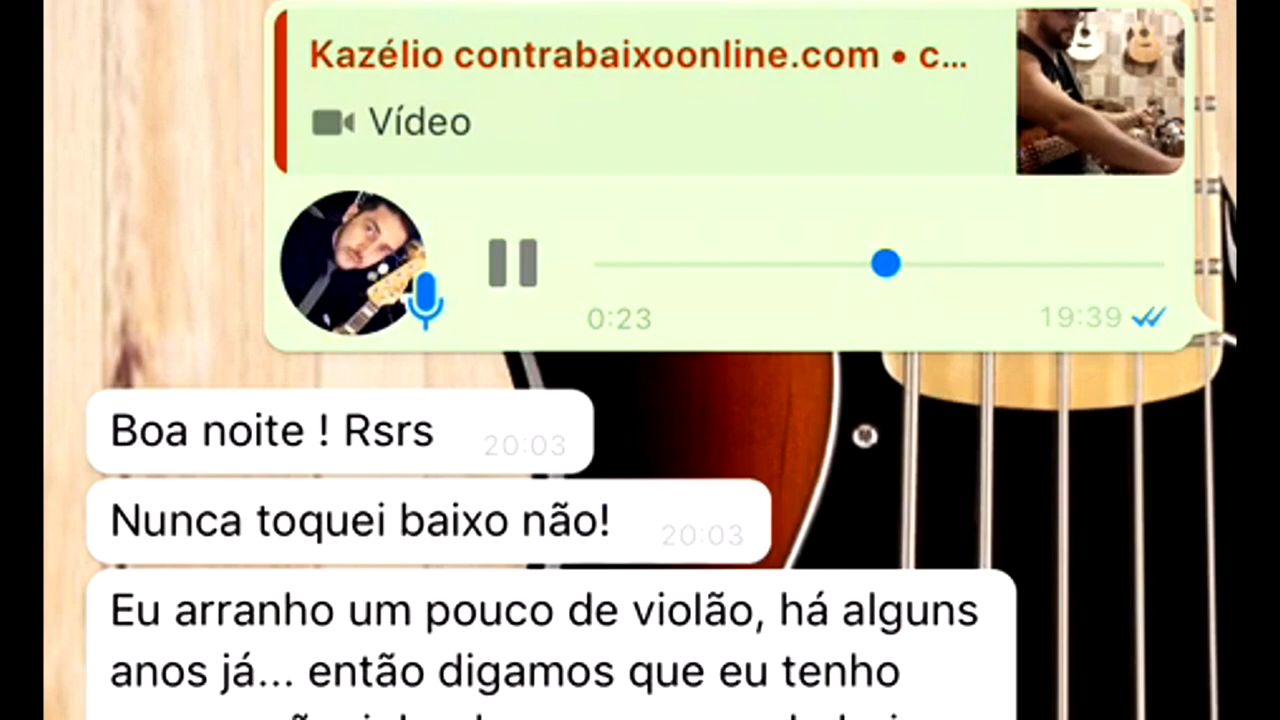 Kazélio contrabaixoonline.com • c...
Vídeo
0:23
19:39
Boa noite ! Rsrs
20:03
Nunca toquei baixo não!
20:03
Eu arranho um pouco de violão, há alguns
anos já... então digamos que eu tenho